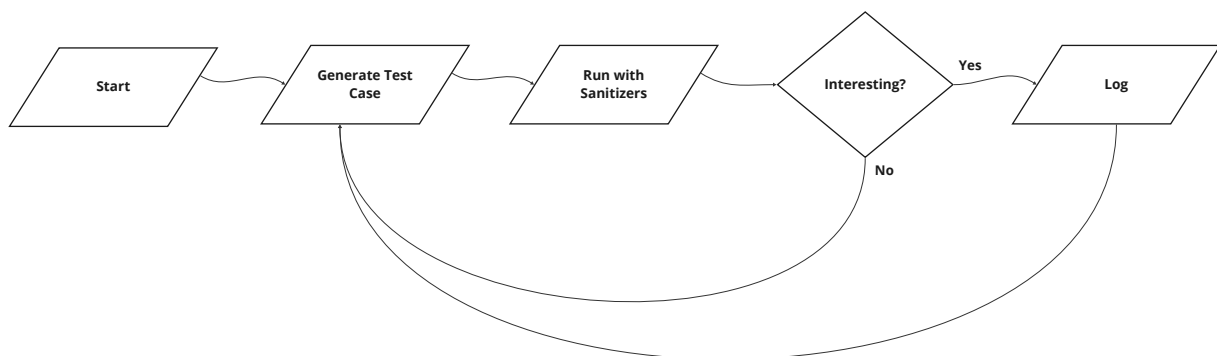 Start
Generate Test
Case
Run with
Sanitizers
Interesting?
Yes
Log
No